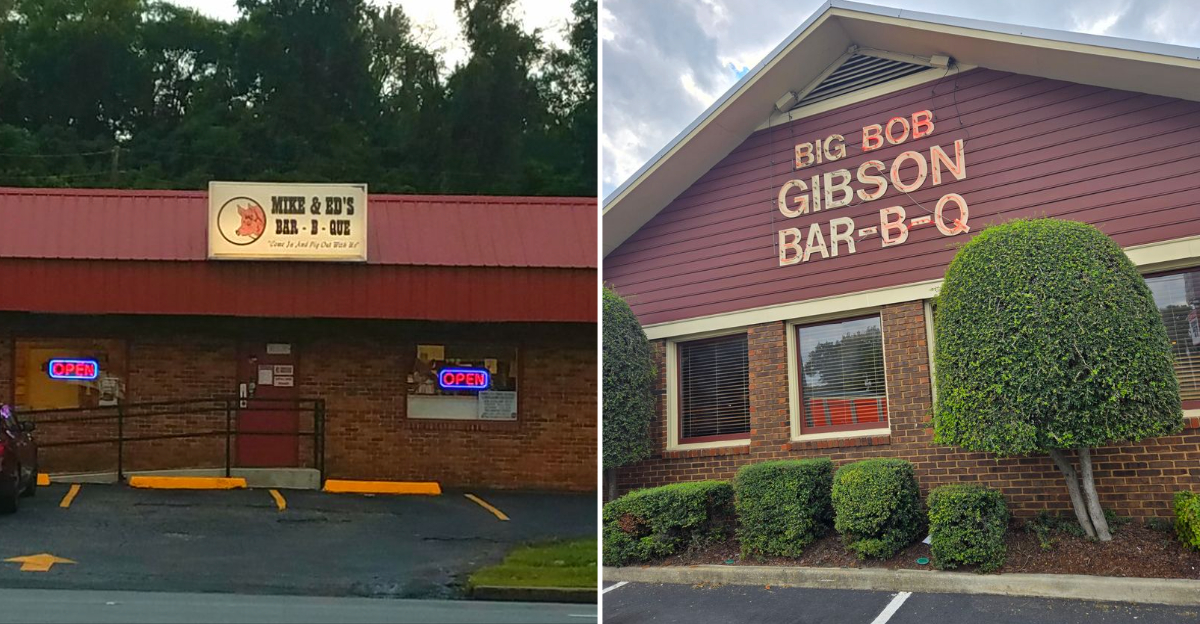 MIKE & ED'S
BAR - B - QUE
"Come In And Pig Out With Us"
OPEN
OPEN
BIG BOB
GIBSON
BAR-B-Q